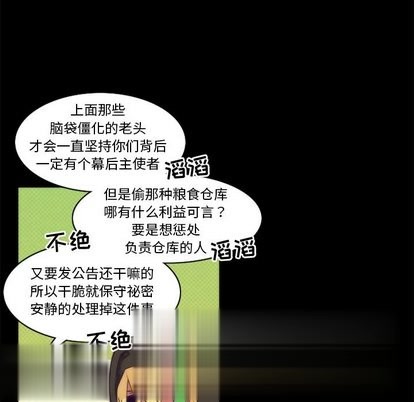 上面那些
脑袋僵化的老头
才会一直坚持你们背后
一定有个幕后主使者
滔滔
但是偷那种粮食仓库
哪有什么利益可言？
要是想惩处
负责仓库的人
不绝
滔滔
又要发公告还干嘛的
所以干脆就保守祕密
安静的处理掉这件事
不绝